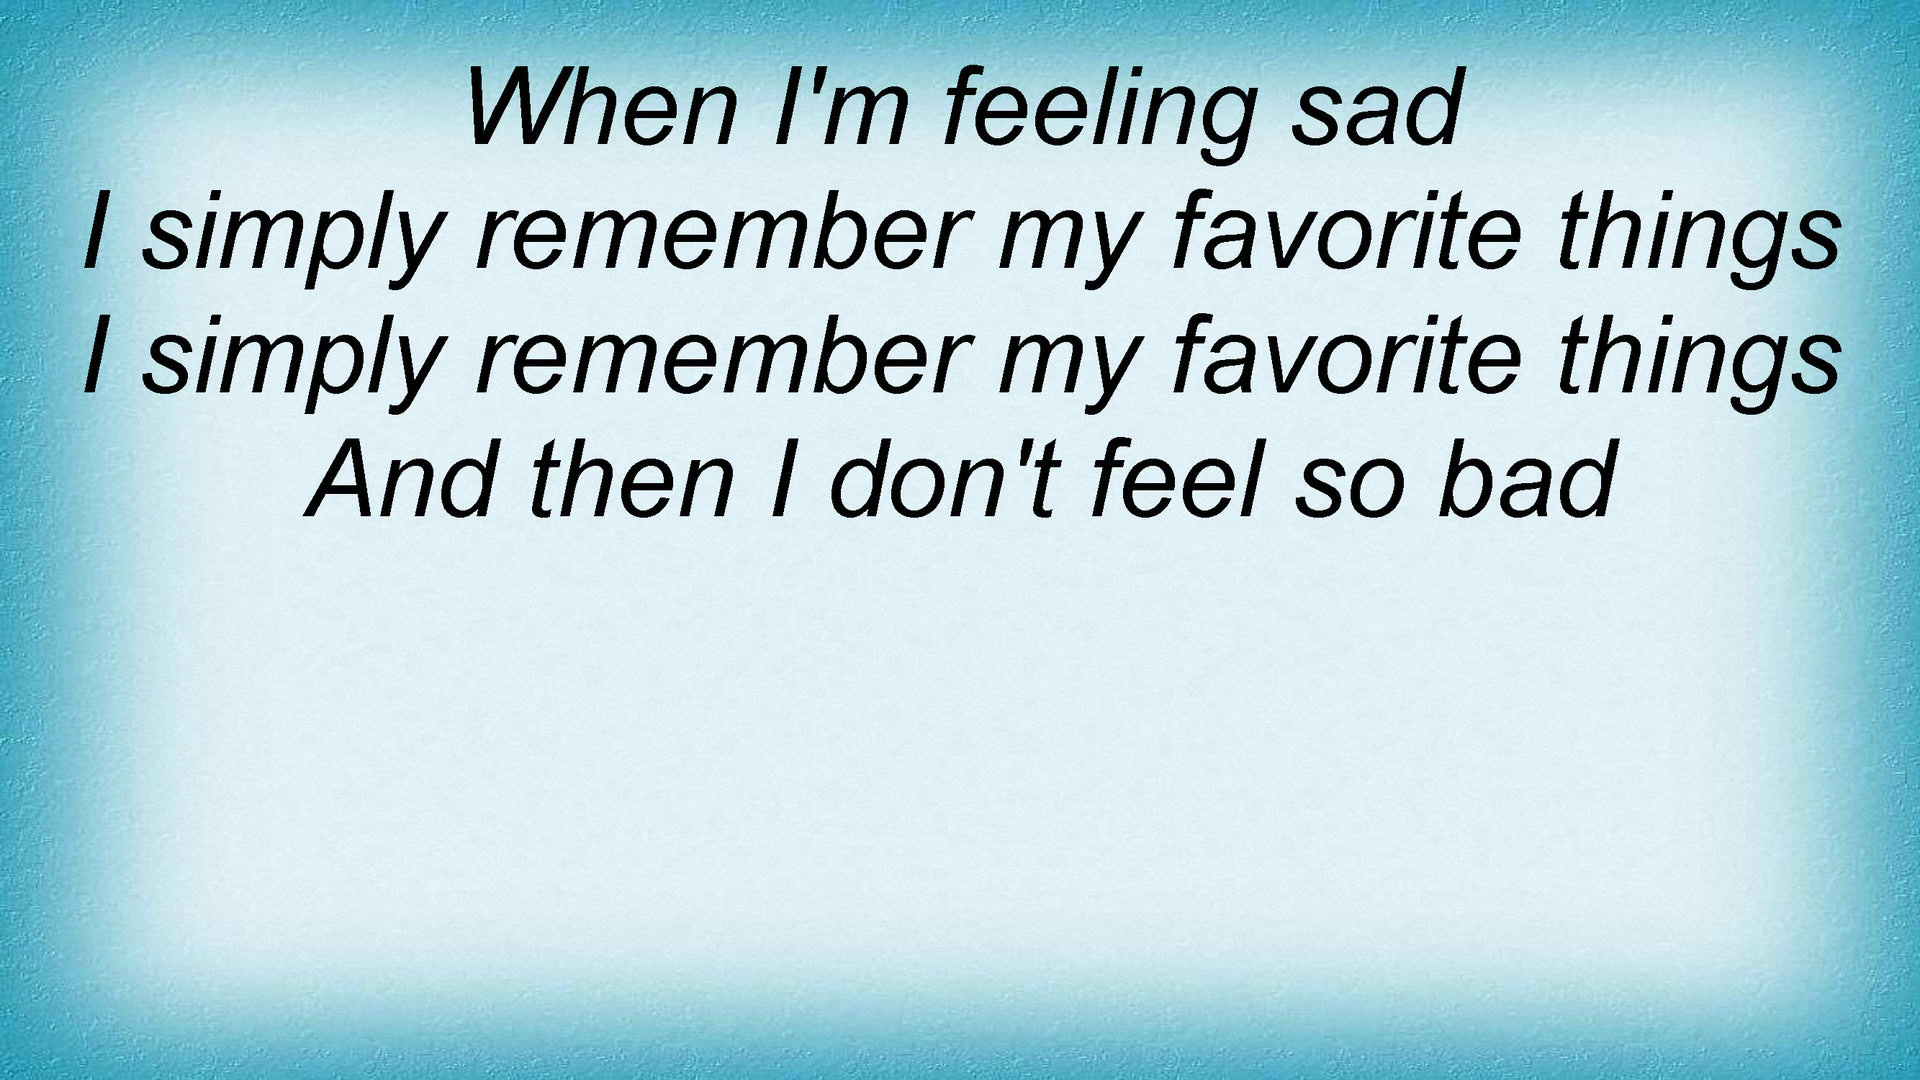 When I'm feeling sad
I simply remember my favorite things
I simply remember my favorite things
And then I don't feel so bad